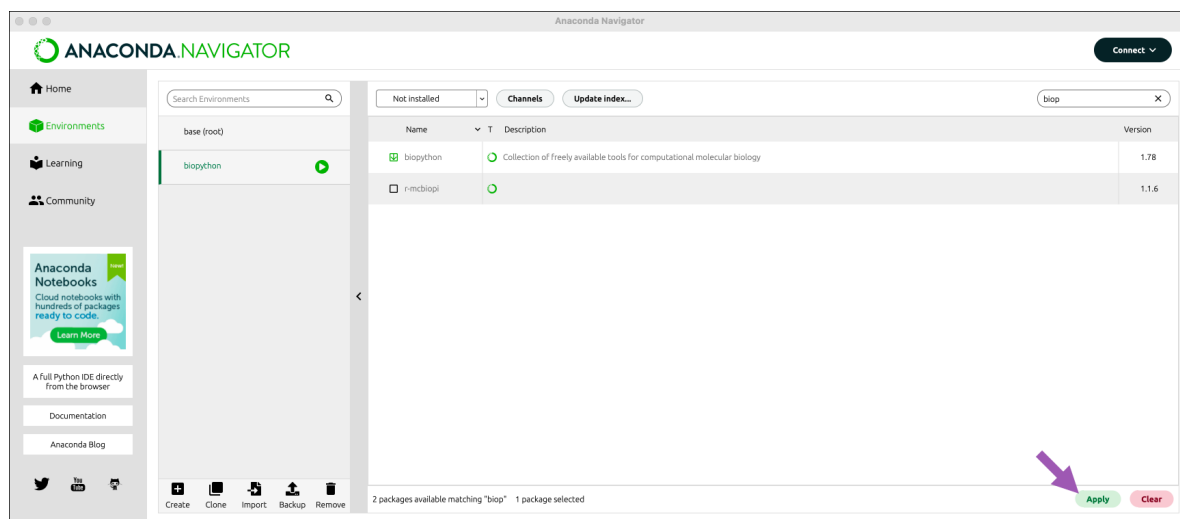 Anaconda Navigator
ANACONDA.NAVIGATOR
Connect
Home
Environments
Learning
Community
Anaconda
Notebooks
New!
Cloud notebooks with
hundreds of packages
ready to code.
Learn More
A full Python IDE directly
from the browser
Documentation
Anaconda Blog
You
Tube
Search Environments
base (root)
biopython
Create Clone Import Backup Remove
Not installed Channels Update index... biop
Name T Description Version
biopython Collection of freely available tools for computational molecular biology 1.78
r-mcbiopi 1.1.6
2 packages available matching "biop" 1 package selected
Apply Clear